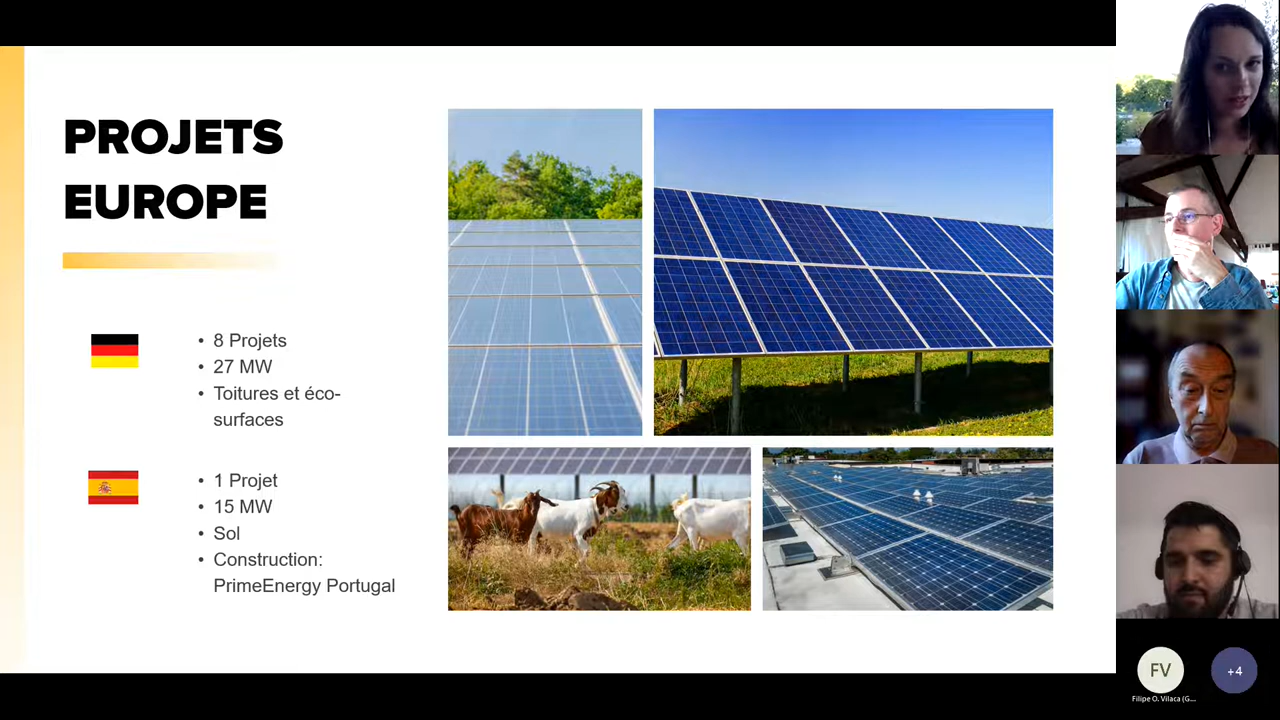 PROJETS
EUROPE
• 8 Projets
• 27 MW
• Toitures et éco-
surfaces
• 1 Projet
• 15 MW
• Sol
• Construction:
PrimeEnergy Portugal
FV
+4
Filipe O. Vilaca (G...